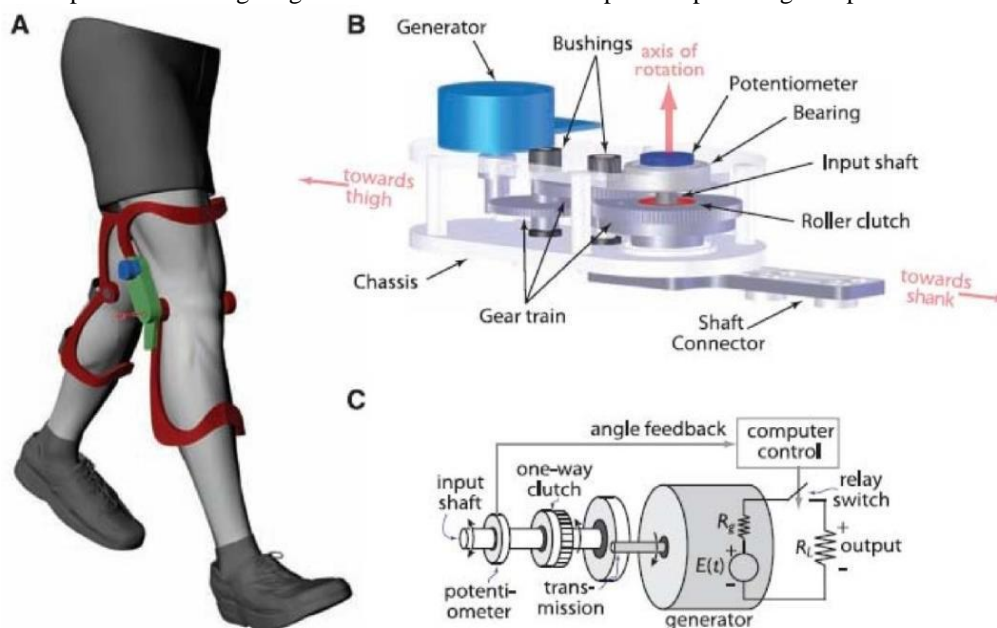 A
B
Generator
Bushings
axis of
rotation
Potentiometer
Bearing
Input shaft
Roller clutch
towards
thigh
Chassis
Gear train
towards
shank
Shaft
Connector
C
angle feedback
computer
control
relay
switch
one-way
clutch
input
shaft
potenti-
ometer
trans-
mission
Rg
E(t)
+
−
RL
+
output
−
generator